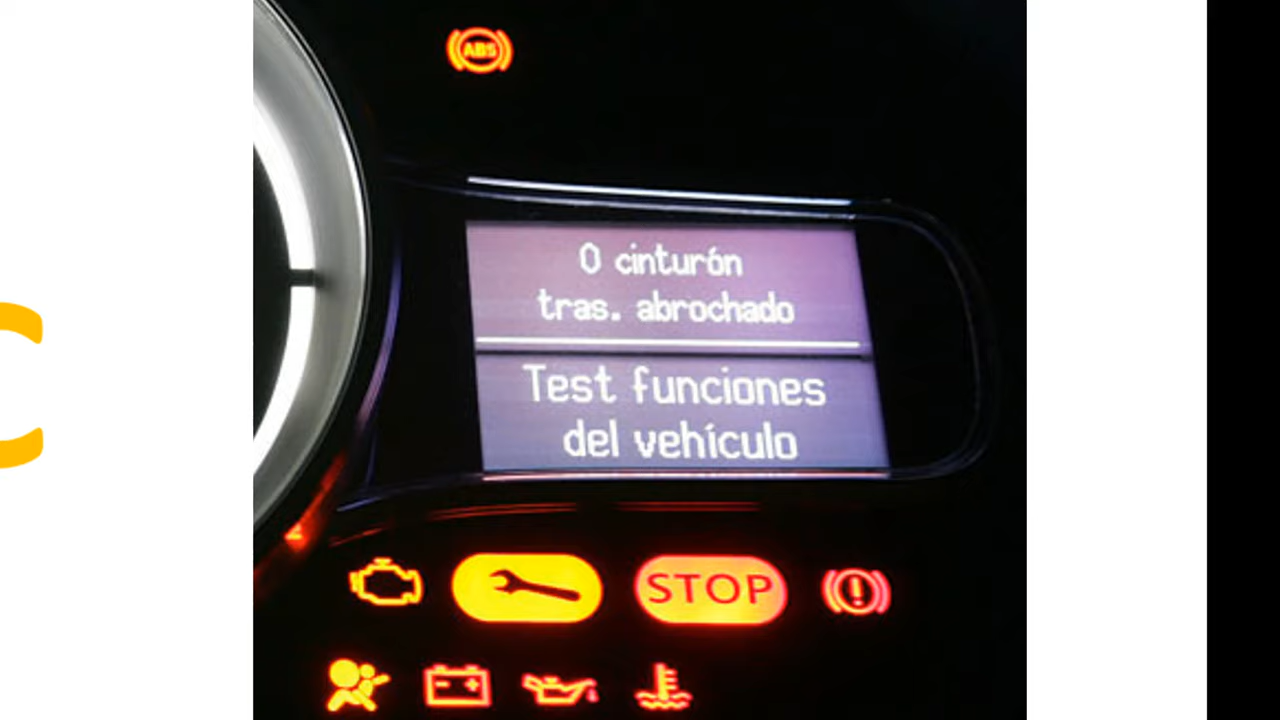 ABS
0 cinturón
tras. abrochado
Test funciones
del vehículo
STOP